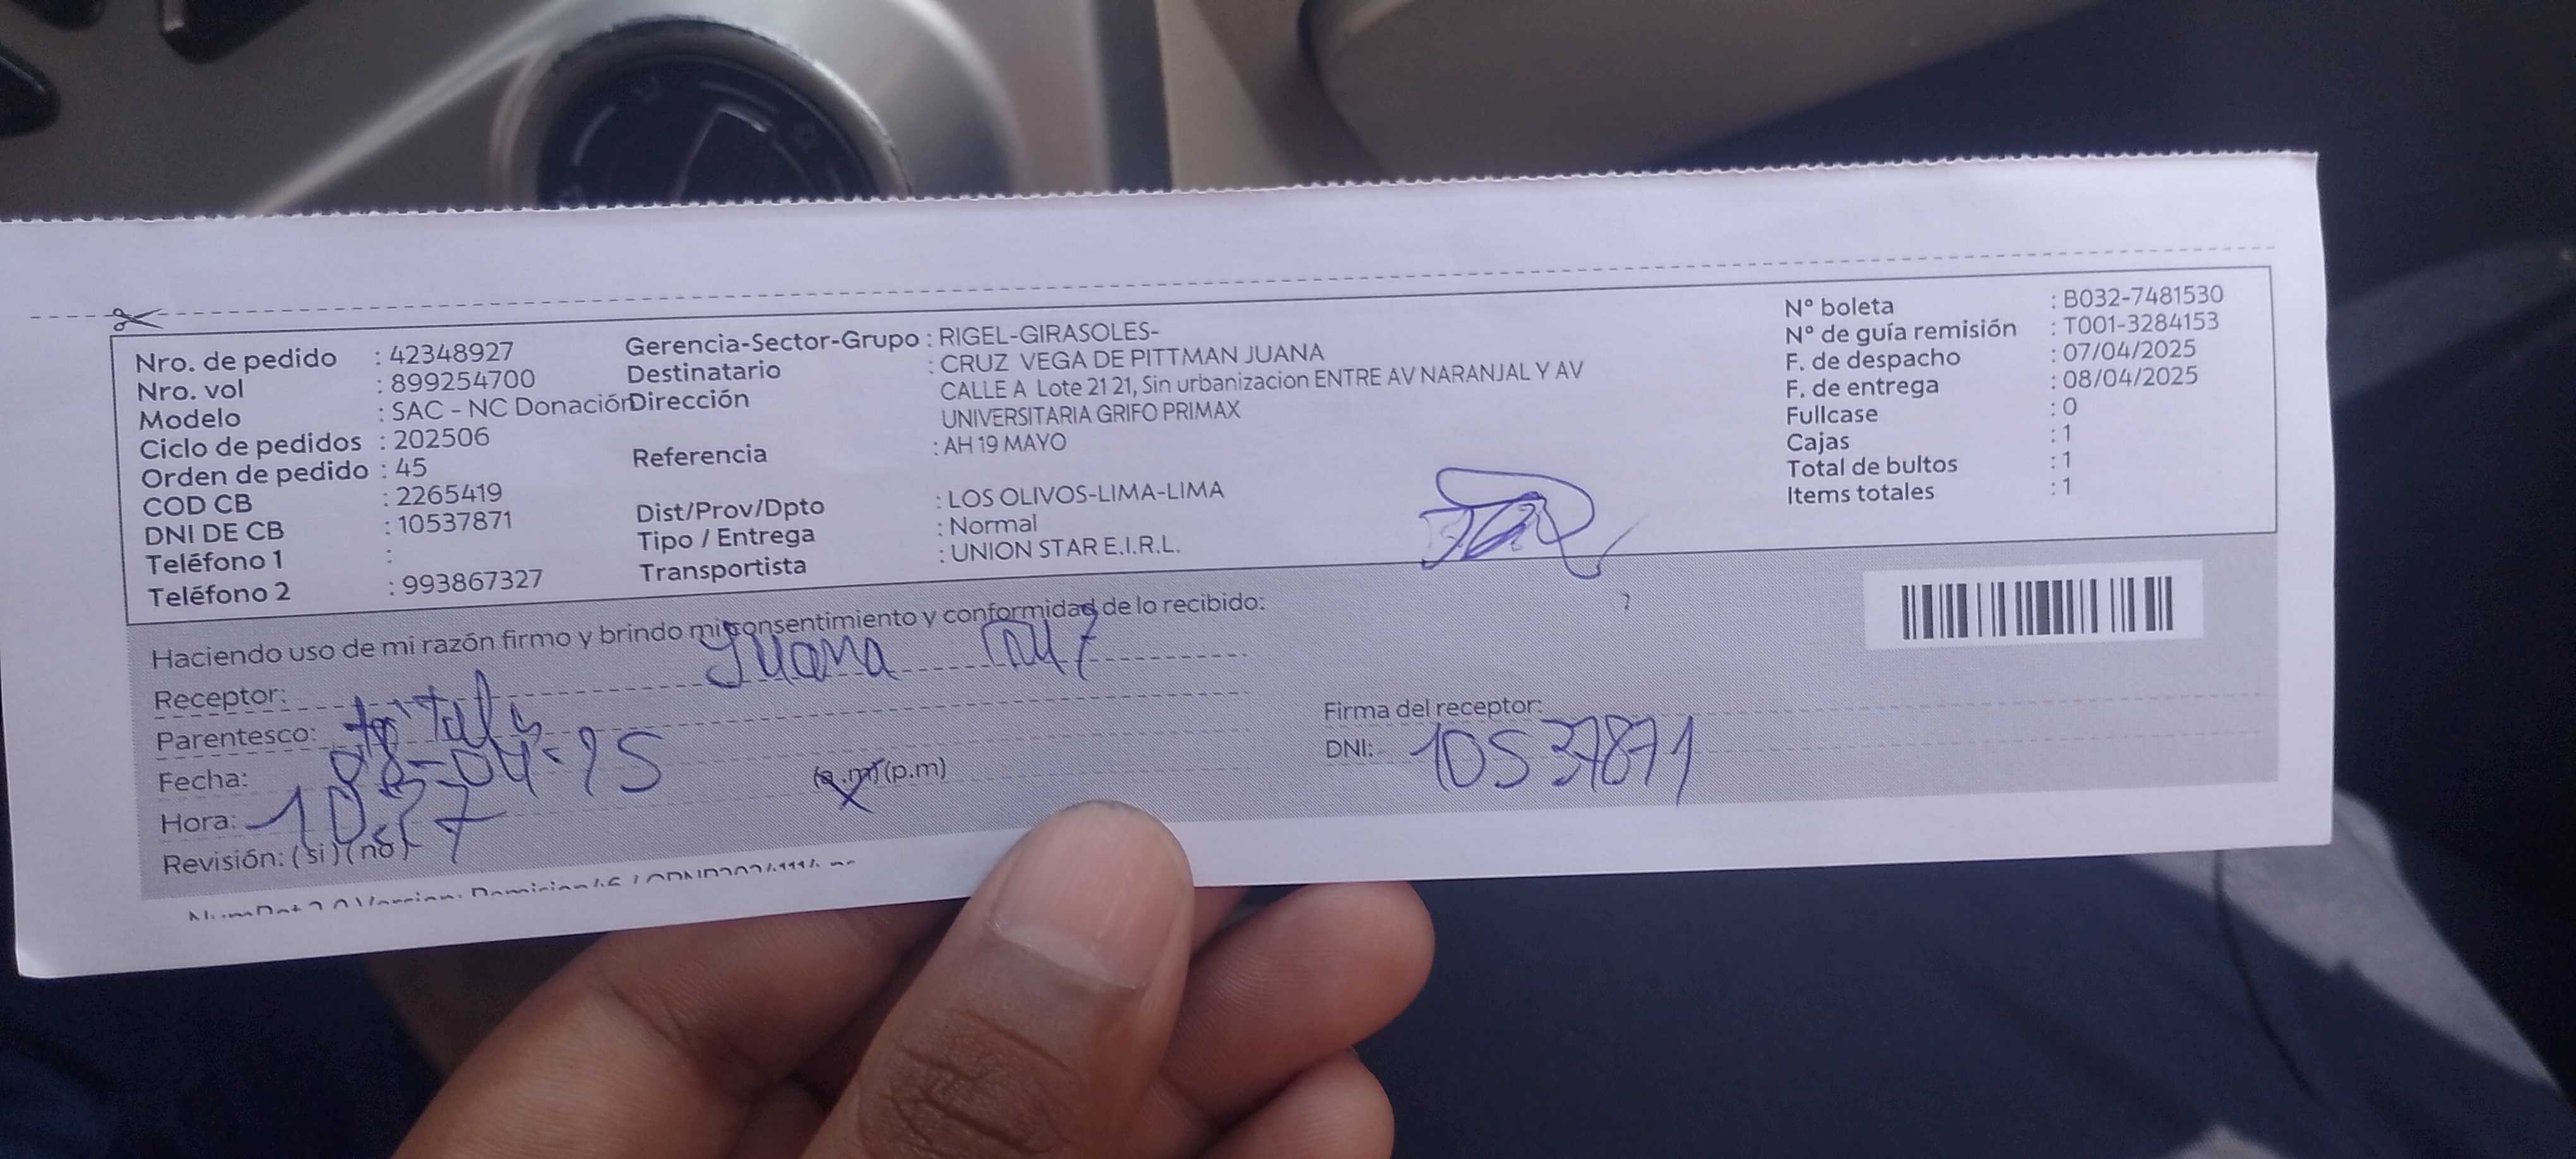 Nro. de pedido : 42348927
Nro. vol : 899254700
Modelo : SAC - NC Donación
Ciclo de pedidos : 202506
Orden de pedido : 45
COD CB : 2265419
DNI DE CB : 10537871
Teléfono 1 :
Teléfono 2 : 993867327
Gerencia-Sector-Grupo : RIGEL-GIRASOLES-
Destinatario : CRUZ VEGA DE PITTMAN JUANA
Dirección CALLE A Lote 21 21, Sin urbanizacion ENTRE AV NARANJAL Y AV
UNIVERSITARIA GRIFO PRIMAX
Referencia : AH 19 MAYO
Dist/Prov/Dpto : LOS OLIVOS-LIMA-LIMA
Tipo / Entrega : Normal
Transportista : UNION STAR E.I.R.L.
N° boleta : B032-7481530
N° de guía remisión : T001-3284153
F. de despacho : 07/04/2025
F. de entrega : 08/04/2025
Fullcase : 0
Cajas : 1
Total de bultos : 1
Items totales : 1
Haciendo uso de mi razón firmo y brindo mi consentimiento y conformidad de lo recibido:
Receptor: Juana
Parentesco:
Fecha: 08-04-25
Hora: (a.m) (p.m)
Revisión: (si) (no)
Firma del receptor:
DNI: 10537871